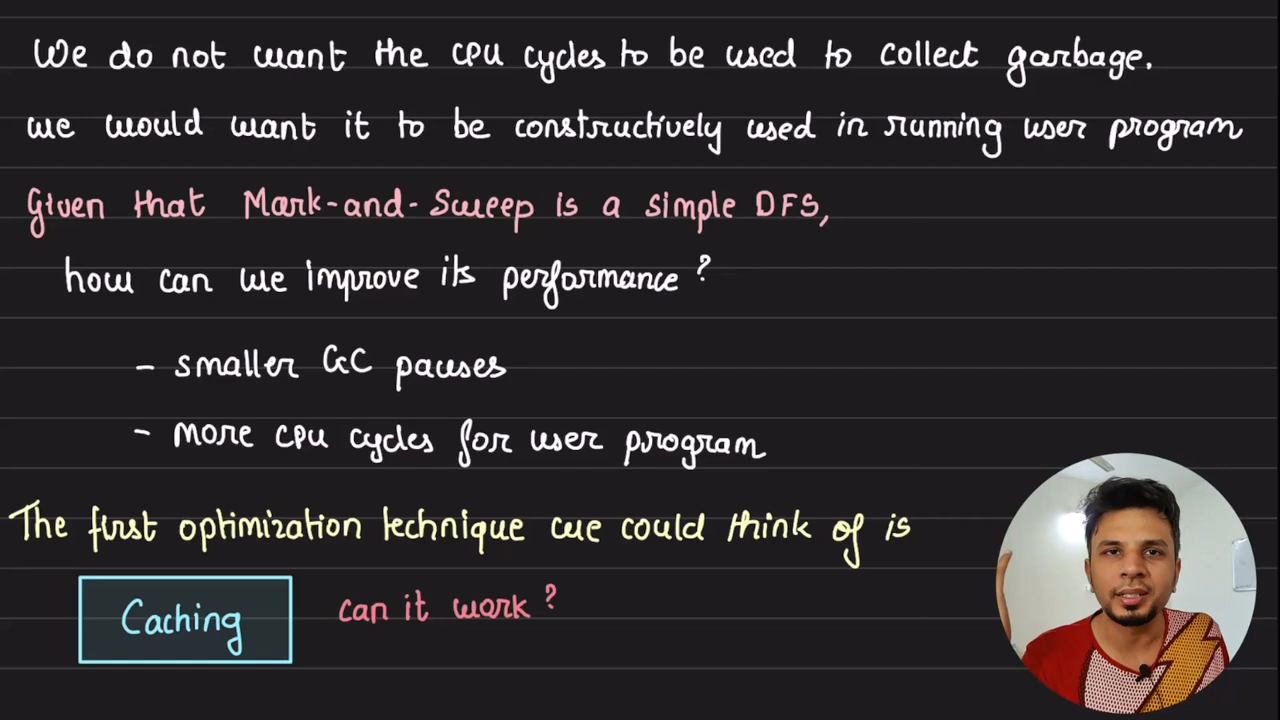 We do not want the CPU cycles to be used to collect garbage.
we would want it to be constructively used in running user program
Given that Mark-and-Sweep is a simple DFS,
how can we improve its performance?
- smaller GC pauses
- more CPU cycles for user program
The first optimization technique we could think of is
Caching can it work?